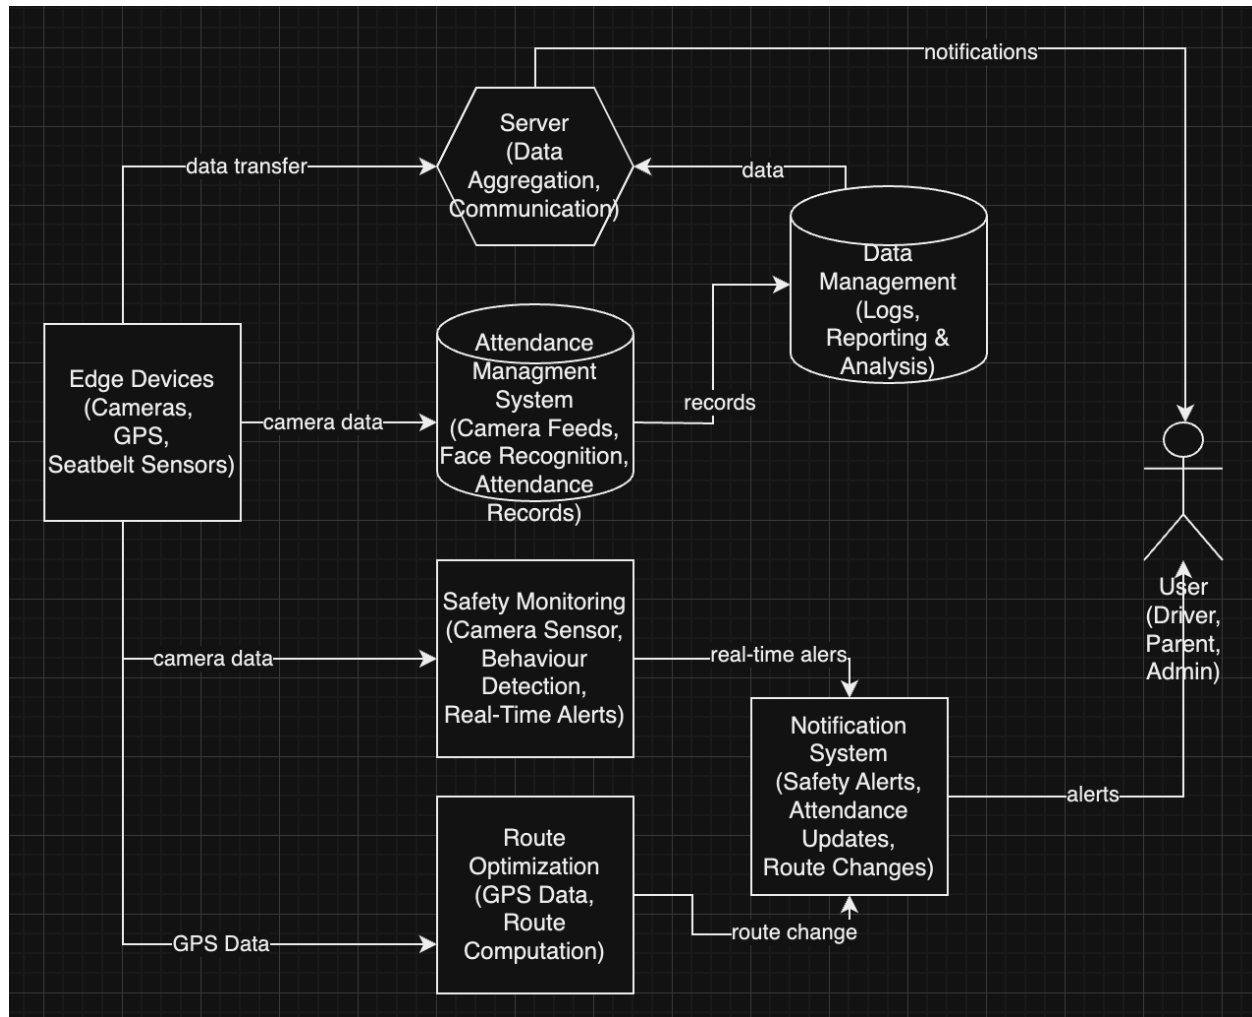 notifications
Server
(Data
Aggregation,
Communication)
data transfer
data
Data
Management
(Logs,
Reporting &
Analysis)
Edge Devices
(Cameras,
GPS,
Seatbelt Sensors)
camera data
Attendance
Managment
System
(Camera Feeds,
Face Recognition,
Attendance
Records)
records
User
(Driver,
Parent,
Admin)
camera data
Safety Monitoring
(Camera Sensor,
Behaviour
Detection,
Real-Time Alerts)
real-time alers
Notification
System
(Safety Alerts,
Attendance
Updates,
Route Changes)
alerts
GPS Data
Route
Optimization
(GPS Data,
Route
Computation)
route change